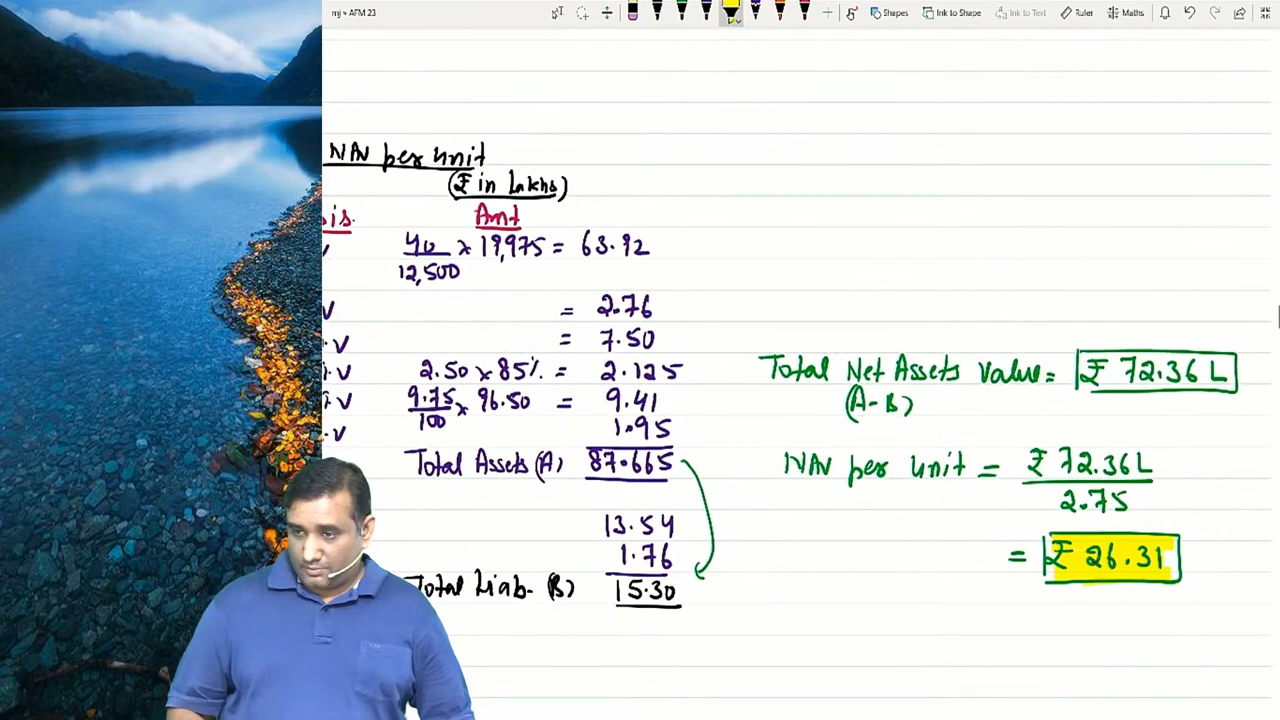 mj » AFM 23
Shapes Ink to Shape Ink to Text Ruler Maths
NAV per unit
(₹ in Lakhs)
is. Amt
V 40/12,500 × 19,975 = 63.92
V = 2.76
.V = 7.50
.V 2.50 × 85% = 2.125
.V 9.75/100 × 96.50 = 9.41
.V 1.95
Total Assets (A) 87.665
13.54
1.76
Total Liab. (B) 15.30
Total Net Assets Value = ₹ 72.36 L
(A-B)
NAV per unit = ₹ 72.36L
2.75
= ₹ 26.31